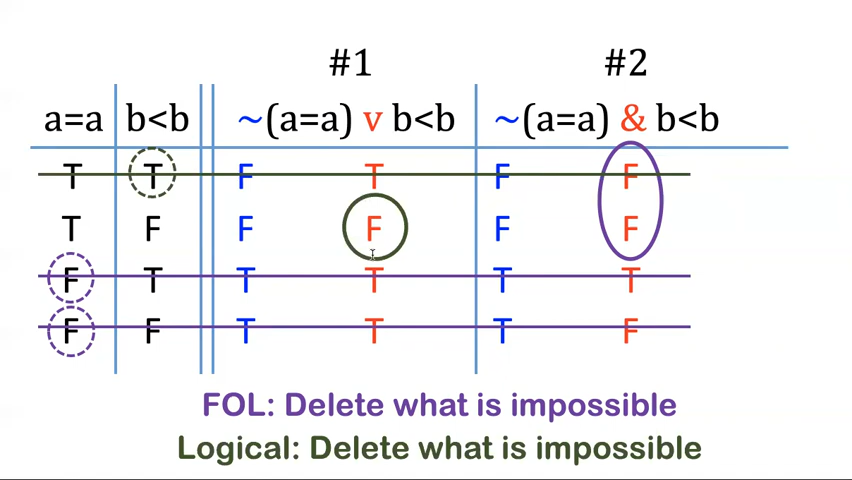 #1 #2
a=a b<b ~(a=a) v b<b ~(a=a) & b<b
T T F T F F
T F F F F F
F T T T T T
F F T T T F
FOL: Delete what is impossible
Logical: Delete what is impossible